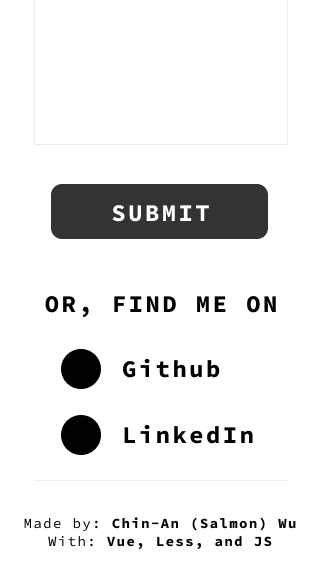 SUBMIT
OR, FIND ME ON
Github
LinkedIn
Made by: Chin-An (Salmon) Wu
With: Vue, Less, and JS